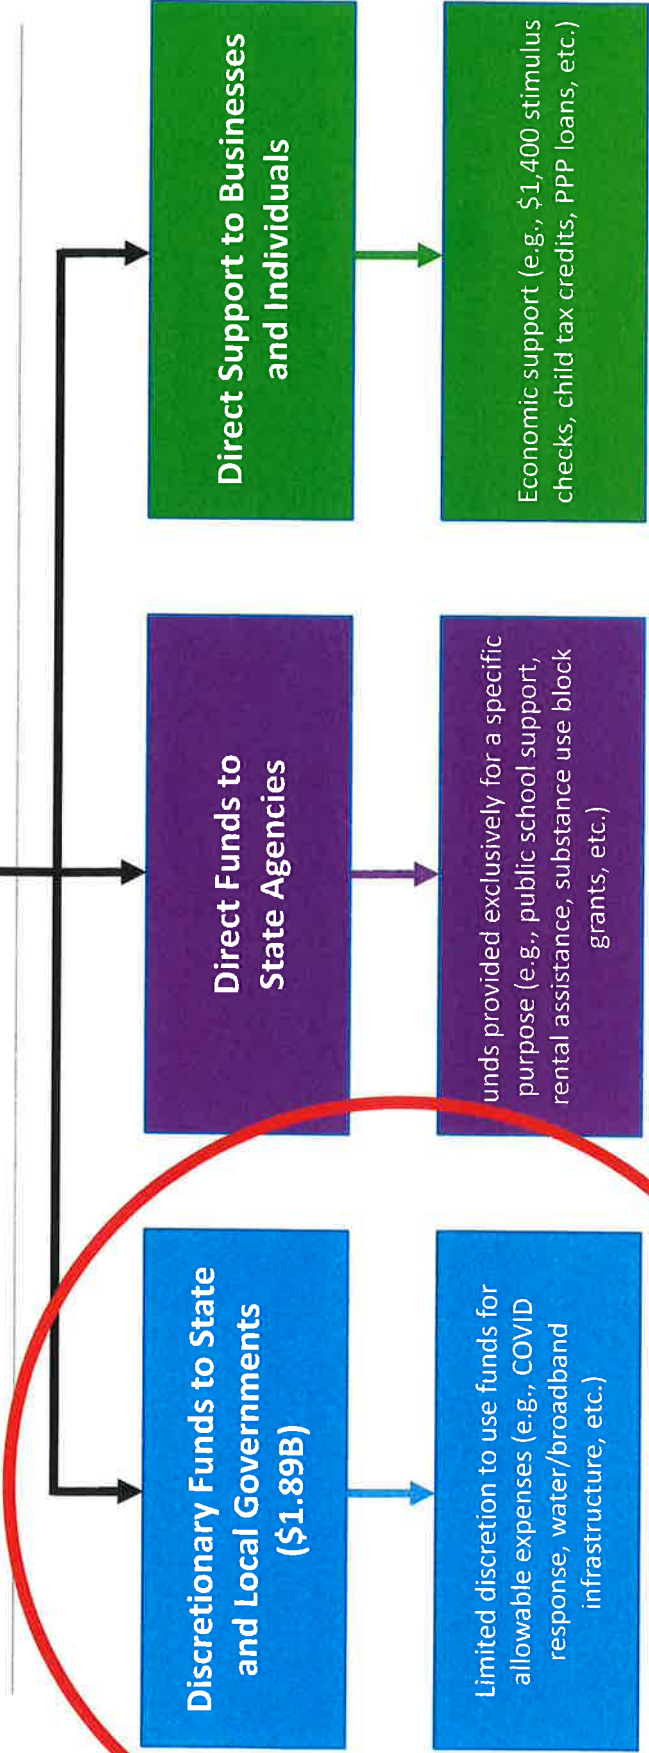 Discretionary Funds to State
and Local Governments
($1.89B)
Limited discretion to use funds for
allowable expenses (e.g., COVID
response, water/broadband
infrastructure, etc.)
Direct Funds to
State Agencies
unds provided exclusively for a specific
purpose (e.g., public school support,
rental assistance, substance use block
grants, etc.)
Direct Support to Businesses
and Individuals
Economic support (e.g., $1,400 stimulus
checks, child tax credits, PPP loans, etc.)